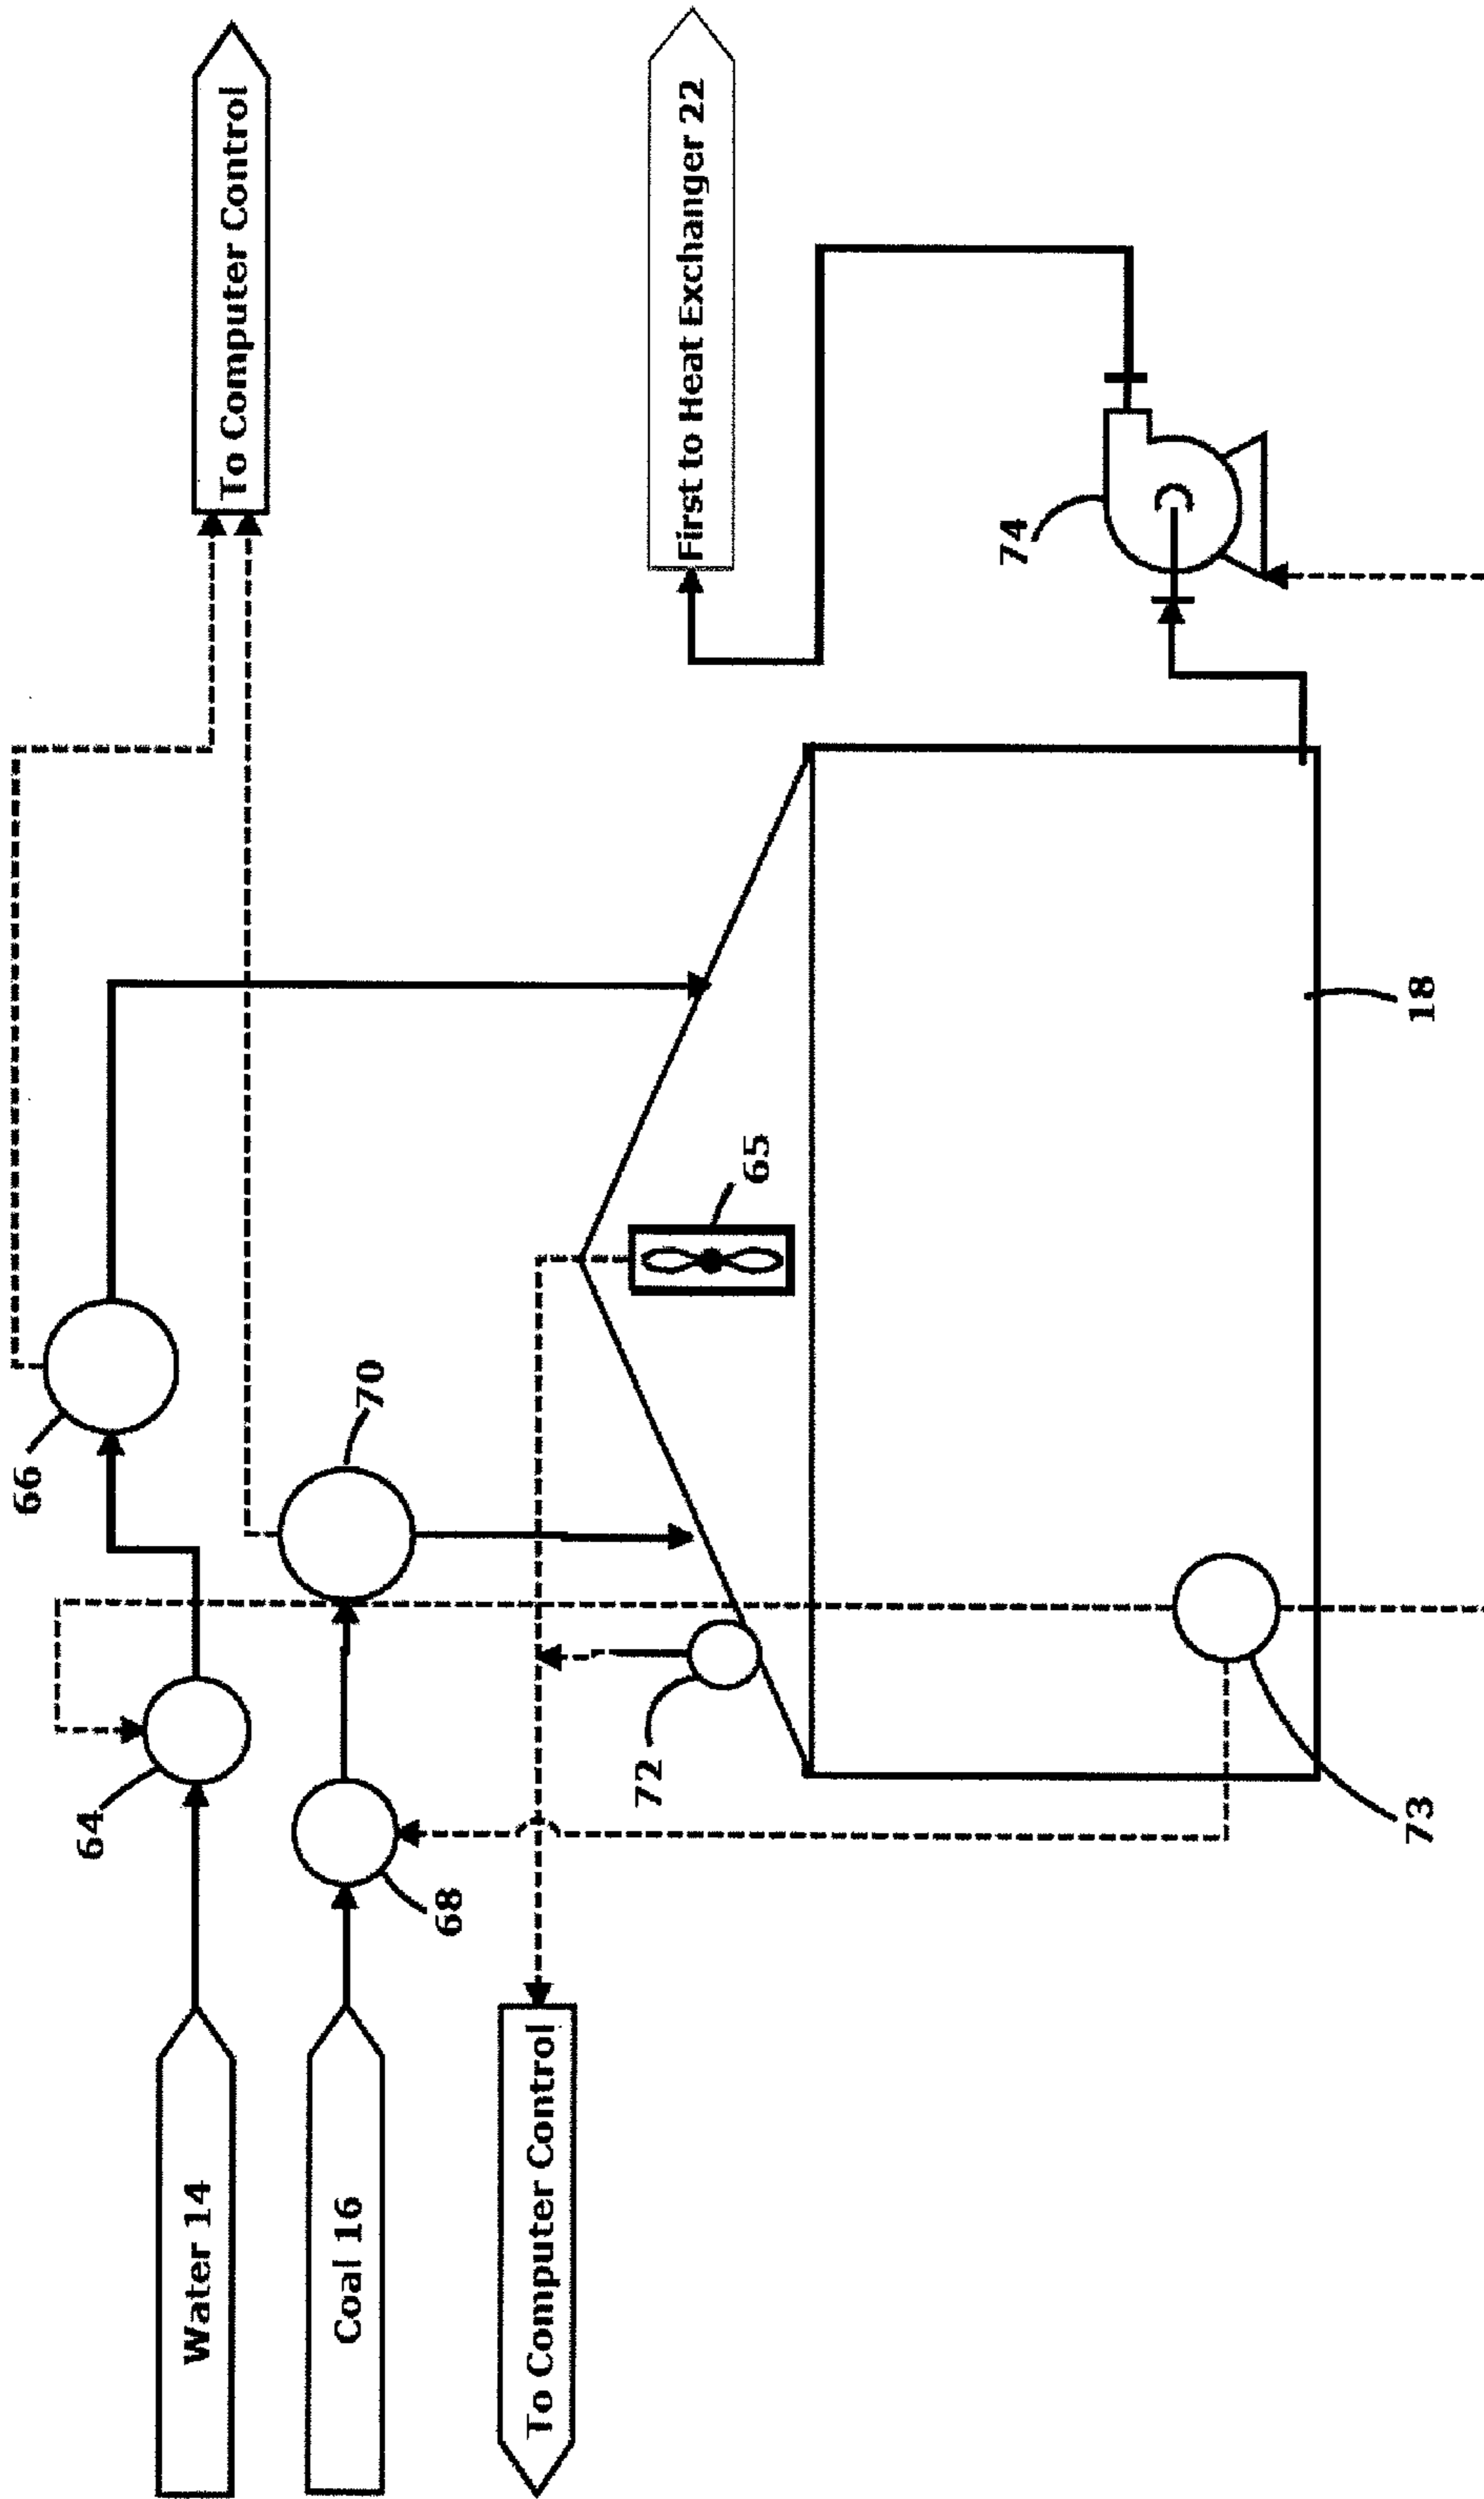 To Computer Control
66
First to Heat Exchanger 22
64
Water 14
70
Coal 16
68
65
74
To Computer Control
72
18
73